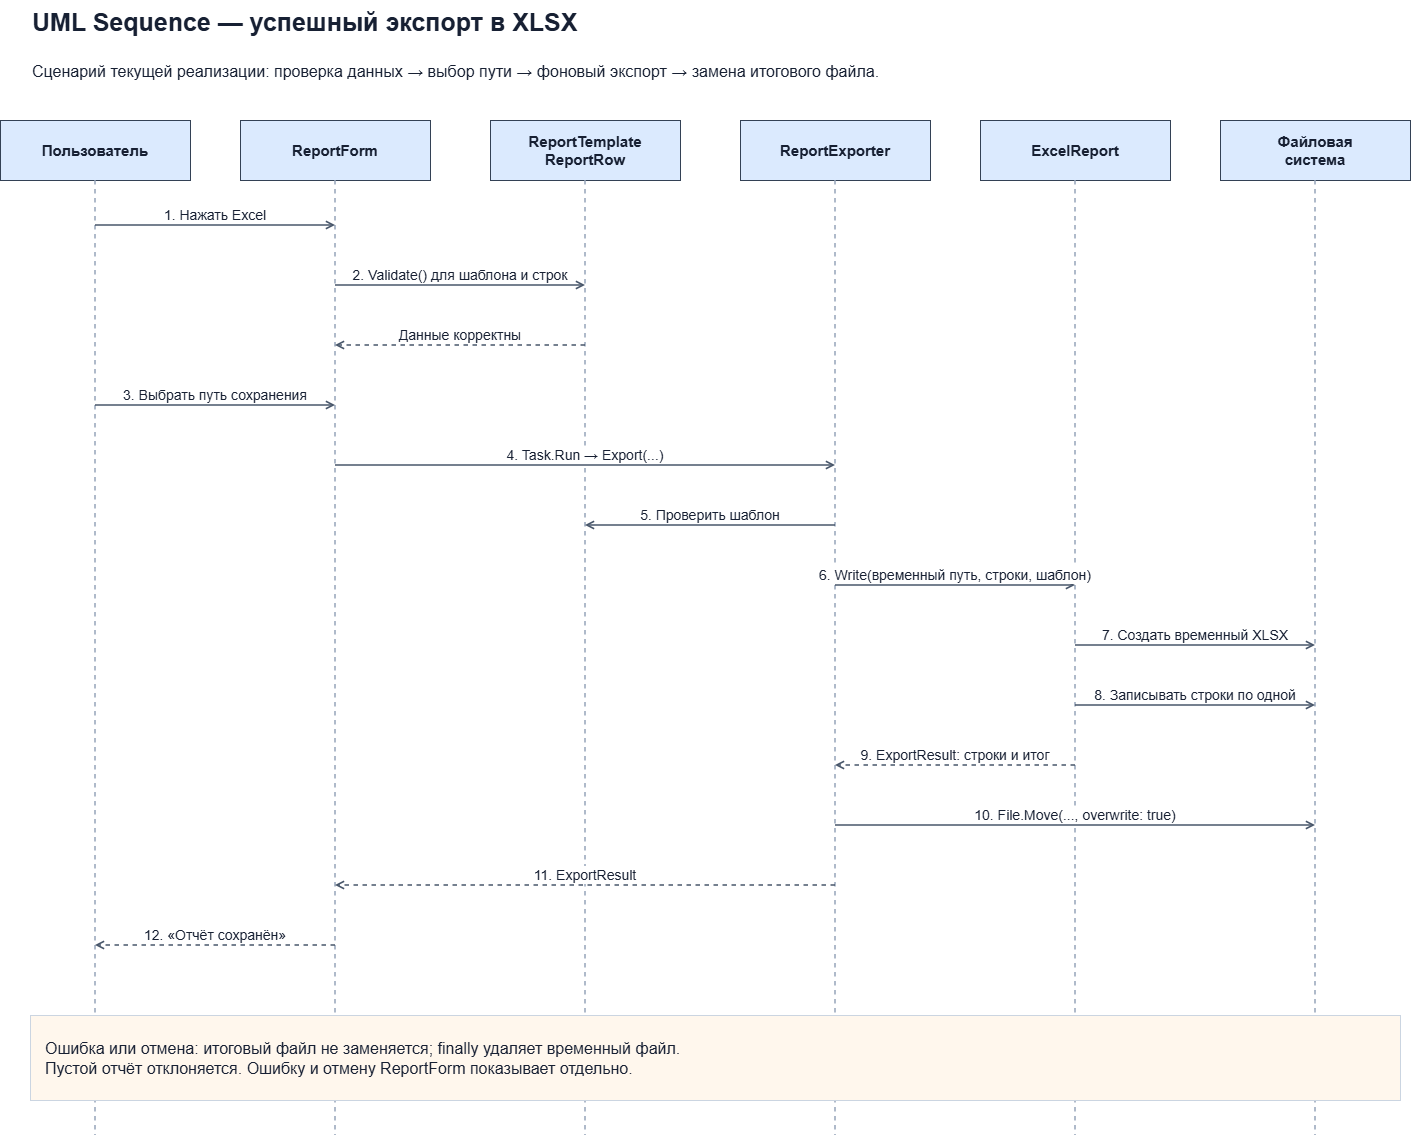 UML Sequence — успешный экспорт в XLSX
Сценарий текущей реализации: проверка данных → выбор пути → фоновый экспорт → замена итогового файла.
Пользователь
ReportForm
ReportTemplate
ReportRow
ReportExporter
ExcelReport
Файловая
система
1. Нажать Excel
2. Validate() для шаблона и строк
Данные корректны
3. Выбрать путь сохранения
4. Task.Run → Export(...)
5. Проверить шаблон
6. Write(временный путь, строки, шаблон)
7. Создать временный XLSX
8. Записывать строки по одной
9. ExportResult: строки и итог
10. File.Move(..., overwrite: true)
11. ExportResult
12. «Отчёт сохранён»
Ошибка или отмена: итоговый файл не заменяется; finally удаляет временный файл.
Пустой отчёт отклоняется. Ошибку и отмену ReportForm показывает отдельно.